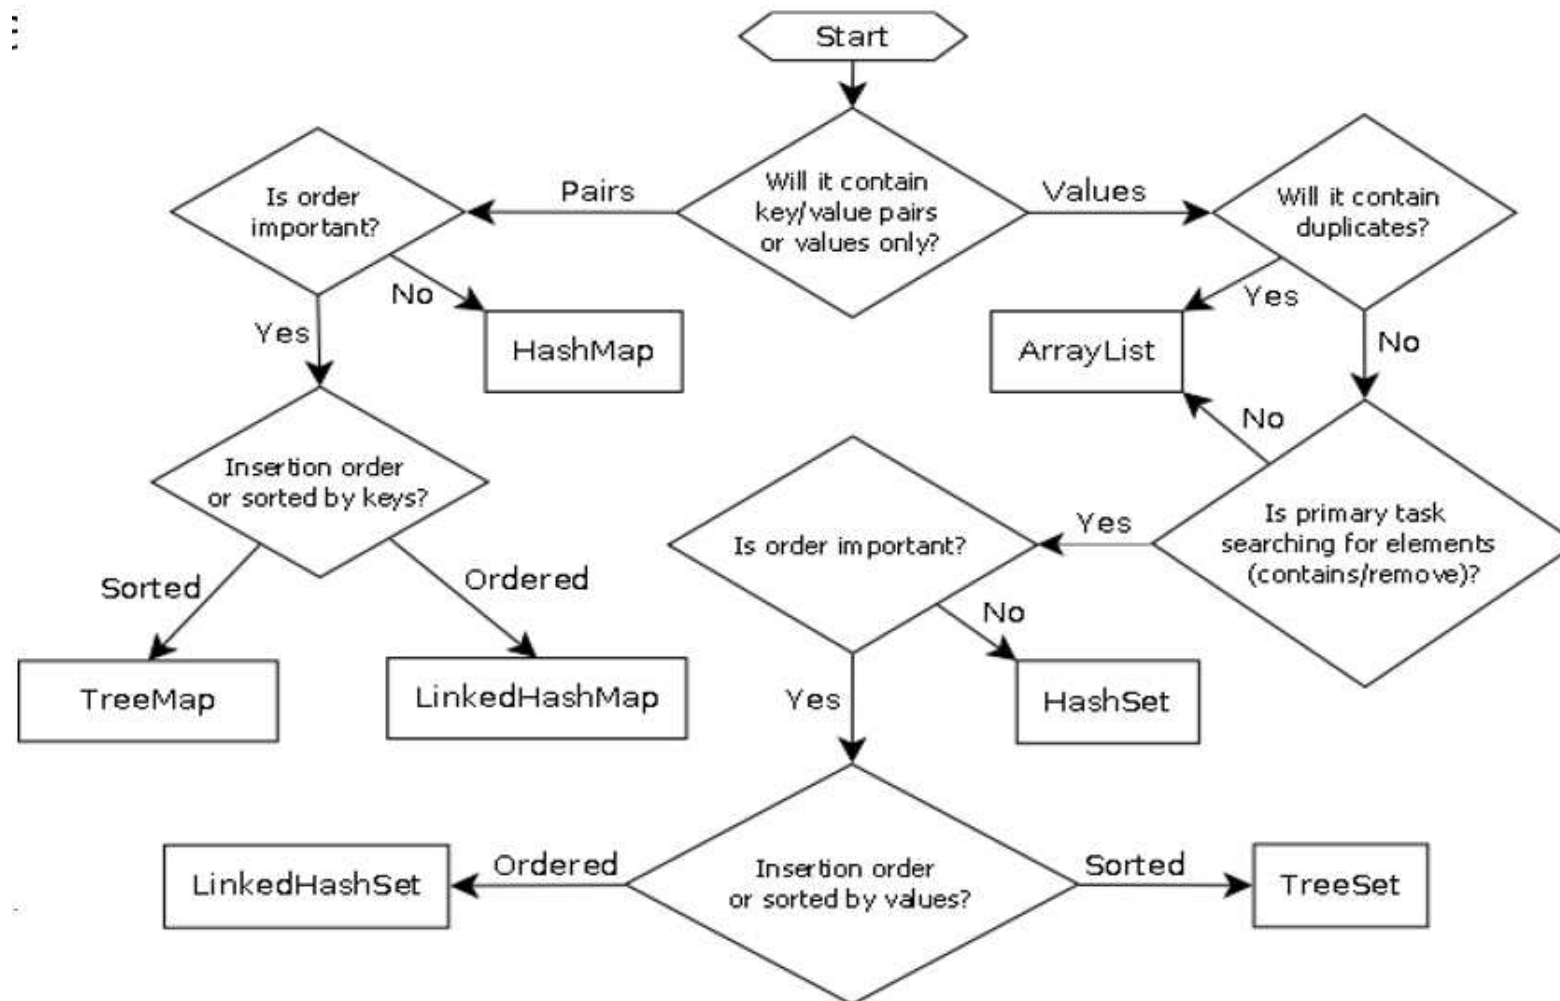 Start
Is order
important?
Pairs
Will it contain
key/value pairs
or values only?
Values
Will it contain
duplicates?
No
HashMap
Yes
Yes
ArrayList
No
No
Insertion order
or sorted by keys?
Sorted
Ordered
TreeMap
LinkedHashMap
Is order important?
Yes
Is primary task
searching for elements
(contains/remove)?
No
HashSet
Yes
LinkedHashSet
Ordered
Insertion order
or sorted by values?
Sorted
TreeSet